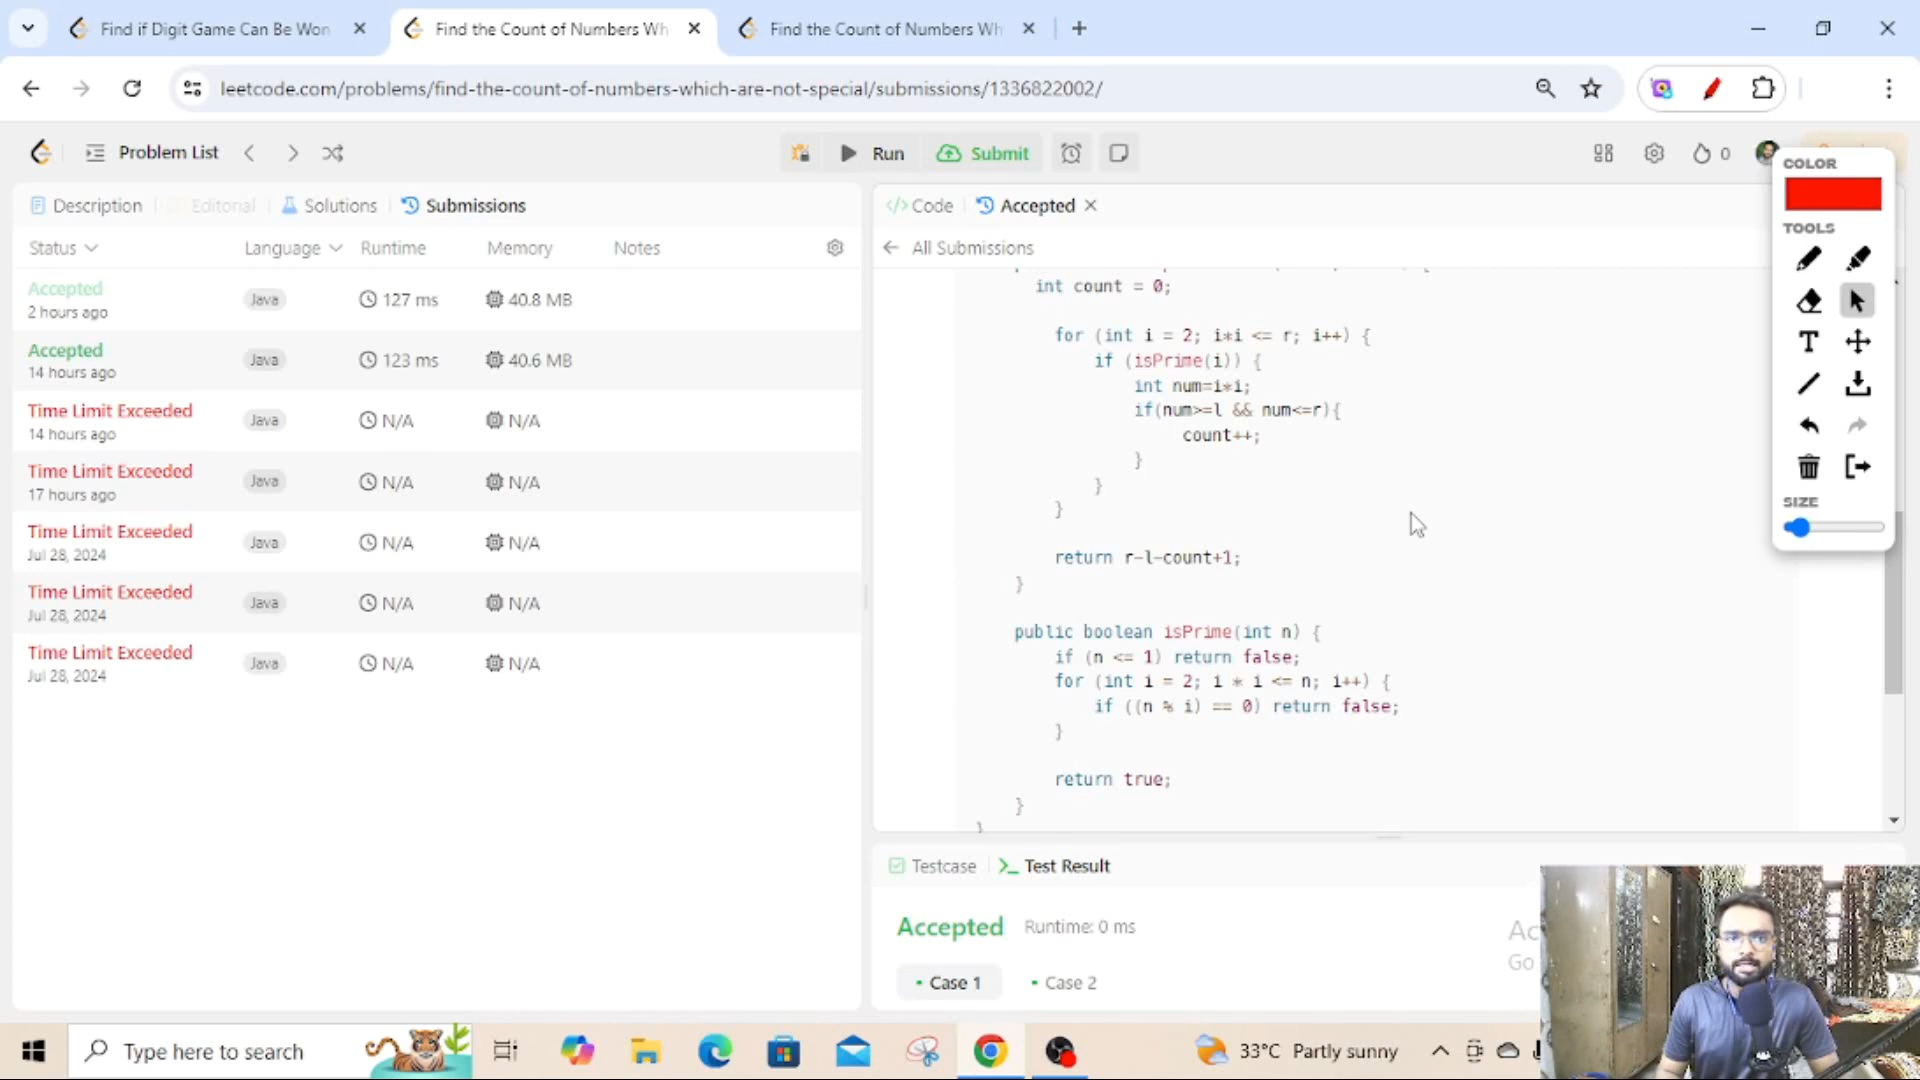 Find if Digit Game Can Be Won
Find the Count of Numbers Wh
Find the Count of Numbers Wh
leetcode.com/problems/find-the-count-of-numbers-which-are-not-special/submissions/1336822002/
Problem List
Run
Submit
0
COLOR
TOOLS
T
SIZE
Description
Editorial
Solutions
Submissions
Status
Language
Runtime
Memory
Notes
Accepted
2 hours ago
Java
127 ms
40.8 MB
Accepted
14 hours ago
Java
123 ms
40.6 MB
Time Limit Exceeded
14 hours ago
Java
N/A
N/A
Time Limit Exceeded
17 hours ago
Java
N/A
N/A
Time Limit Exceeded
Jul 28, 2024
Java
N/A
N/A
Time Limit Exceeded
Jul 28, 2024
Java
N/A
N/A
Time Limit Exceeded
Jul 28, 2024
Java
N/A
N/A
</> Code
Accepted
All Submissions
int count = 0;
for (int i = 2; i*i <= r; i++) {
if (isPrime(i)) {
int num=i*i;
if(num>=l && num<=r){
count++;
}
}
}
return r-l-count+1;
}
public boolean isPrime(int n) {
if (n <= 1) return false;
for (int i = 2; i * i <= n; i++) {
if ((n % i) == 0) return false;
}
return true;
}
}
Testcase
>_ Test Result
Accepted
Runtime: 0 ms
Case 1
Case 2
Ac
Go
Type here to search
33°C Partly sunny